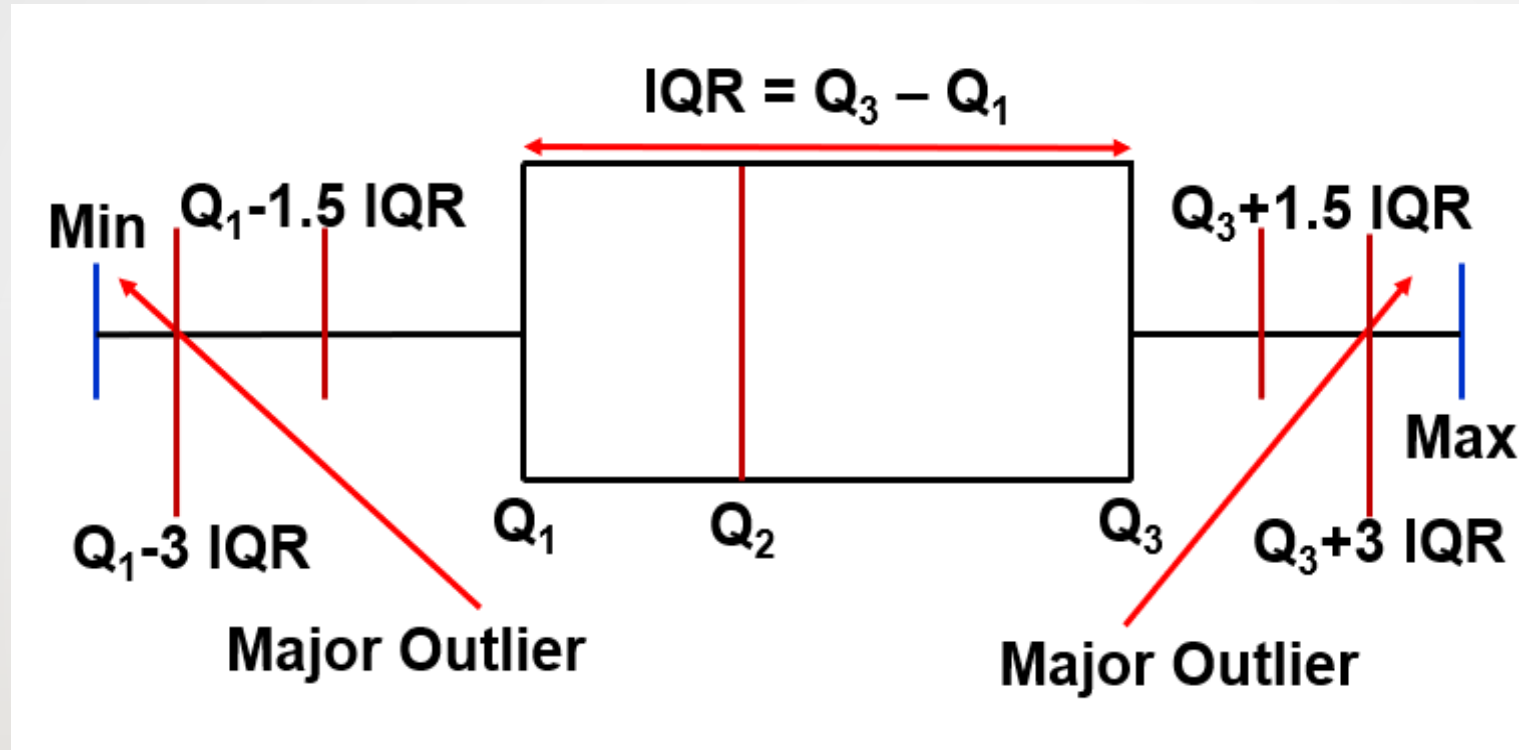 IQR = Q₃ – Q₁
Min
Q₁-1.5 IQR
Q₃+1.5 IQR
Max
Q₁
Q₂
Q₃
Q₁-3 IQR
Q₃+3 IQR
Major Outlier
Major Outlier